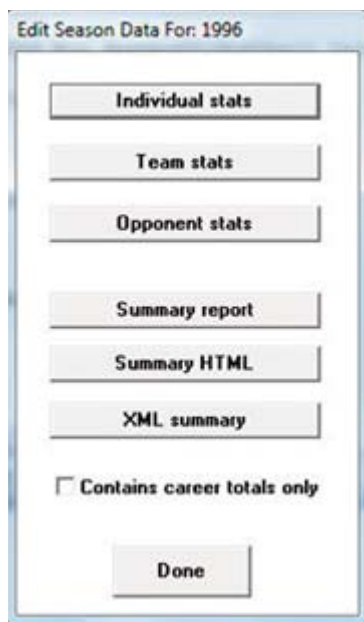 Edit Season Data For: 1996
Individual stats
Team stats
Opponent stats
Summary report
Summary HTML
XML summary
Contains career totals only
Done